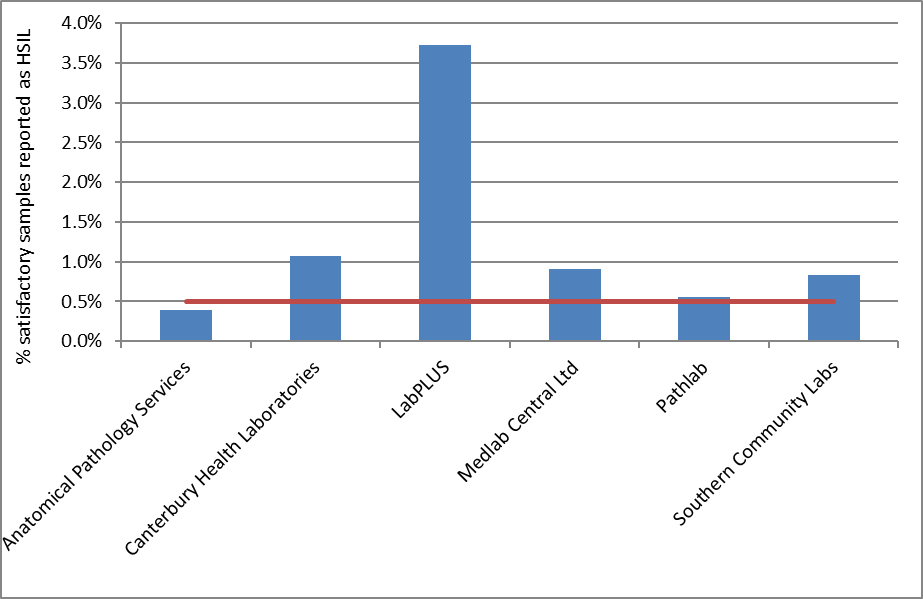 % satisfactory samples reported as HSIL
4.0%
3.5%
3.0%
2.5%
2.0%
1.5%
1.0%
0.5%
0.0%
Anatomical Pathology Services
Canterbury Health Laboratories
LabPLUS
Medlab Central Ltd
Pathlab
Southern Community Labs